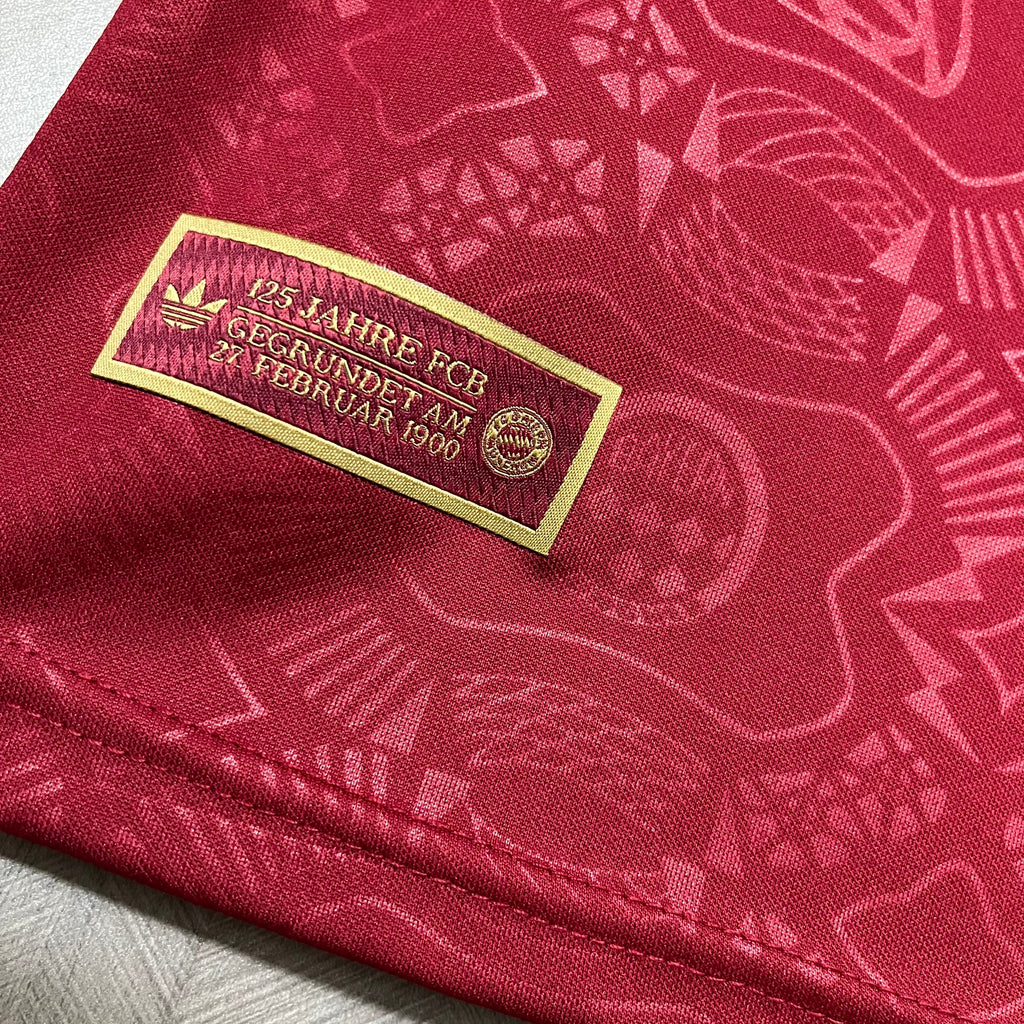 125 JAHRE FCB
GEGRUNDET AM
27. FEBRUAR 1900